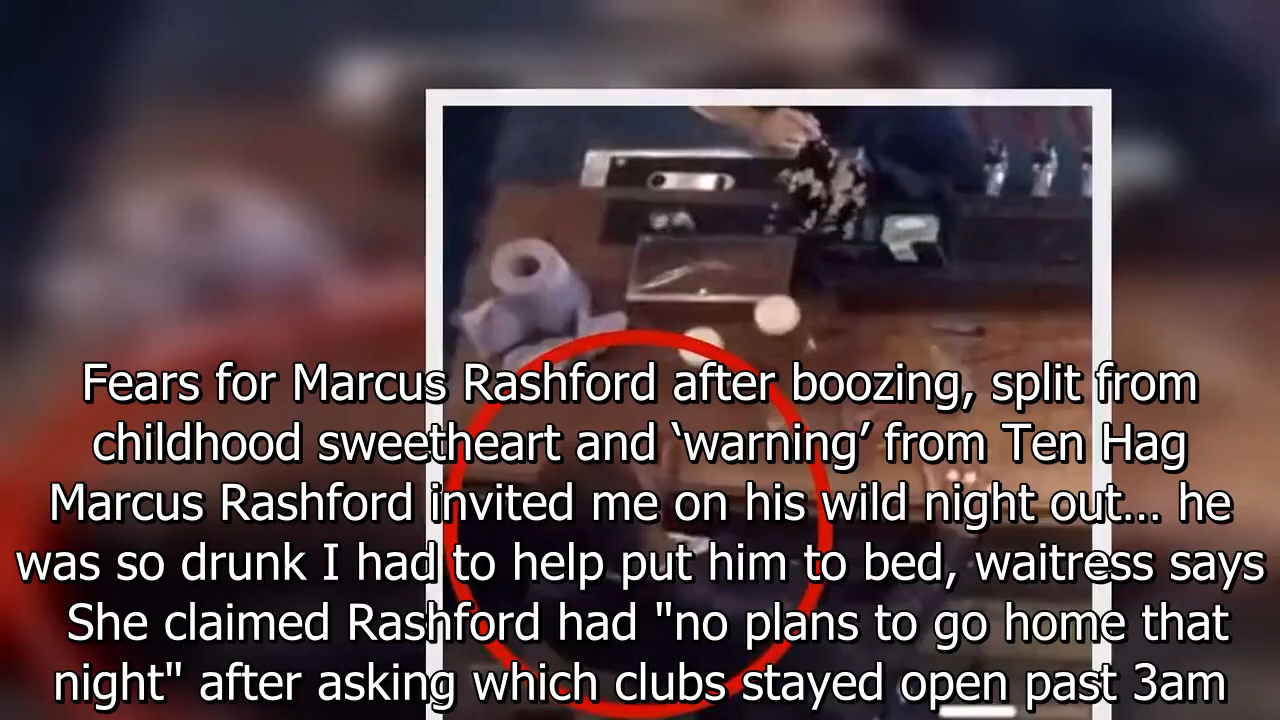 Fears for Marcus Rashford after boozing, split from
childhood sweetheart and ‘warning’ from Ten Hag
Marcus Rashford invited me on his wild night out... he
was so drunk I had to help put him to bed, waitress says
She claimed Rashford had "no plans to go home that
night" after asking which clubs stayed open past 3am